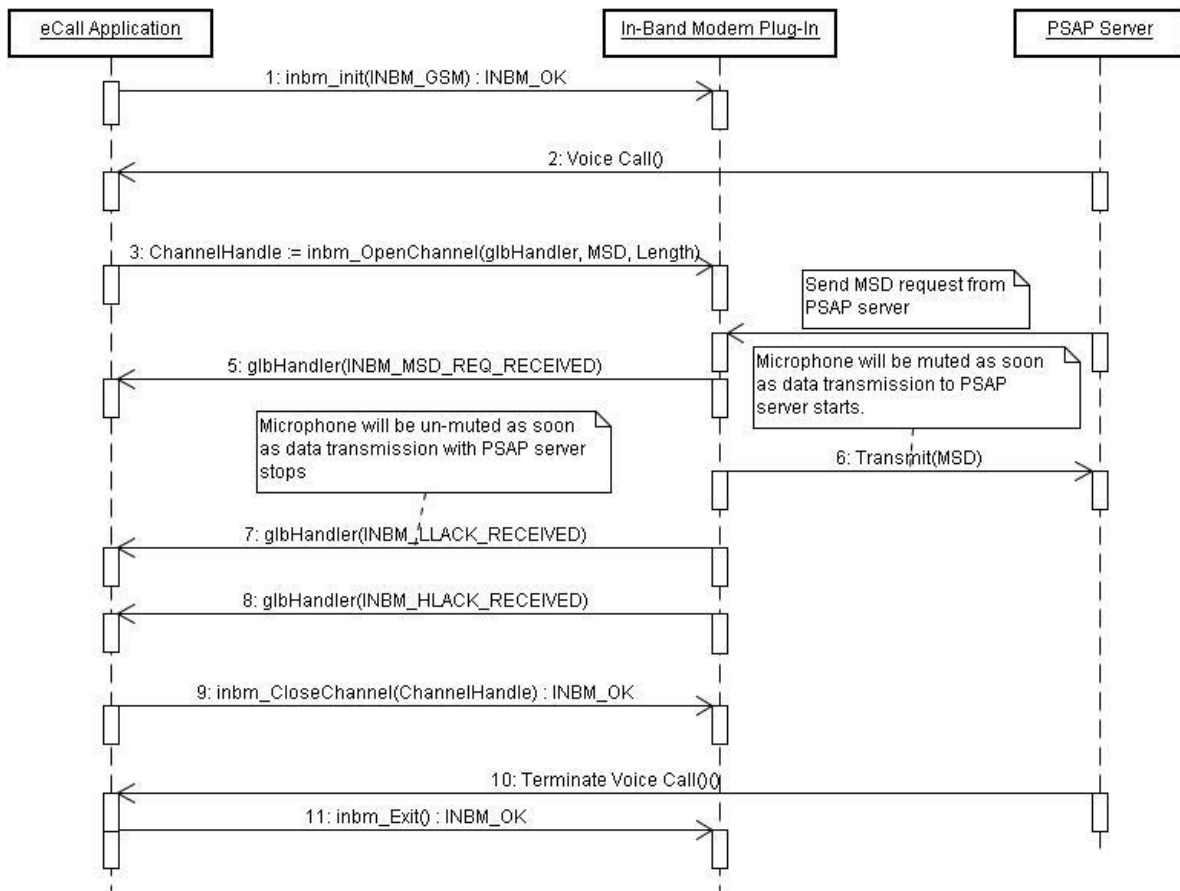 eCall Application
In-Band Modem Plug-In
PSAP Server
1: inbm_init(INBM_GSM) : INBM_OK
2: Voice Call()
3: ChannelHandle := inbm_OpenChannel(glbHandler, MSD, Length)
Send MSD request from
PSAP server
5: glbHandler(INBM_MSD_REQ_RECEIVED)
Microphone will be muted as soon
as data transmission to PSAP
server starts.
Microphone will be un-muted as soon
as data transmission with PSAP server
stops
6: Transmit(MSD)
7: glbHandler(INBM_LLACK_RECEIVED)
8: glbHandler(INBM_HLACK_RECEIVED)
9: inbm_CloseChannel(ChannelHandle) : INBM_OK
10: Terminate Voice Call()()
11: inbm_Exit() : INBM_OK